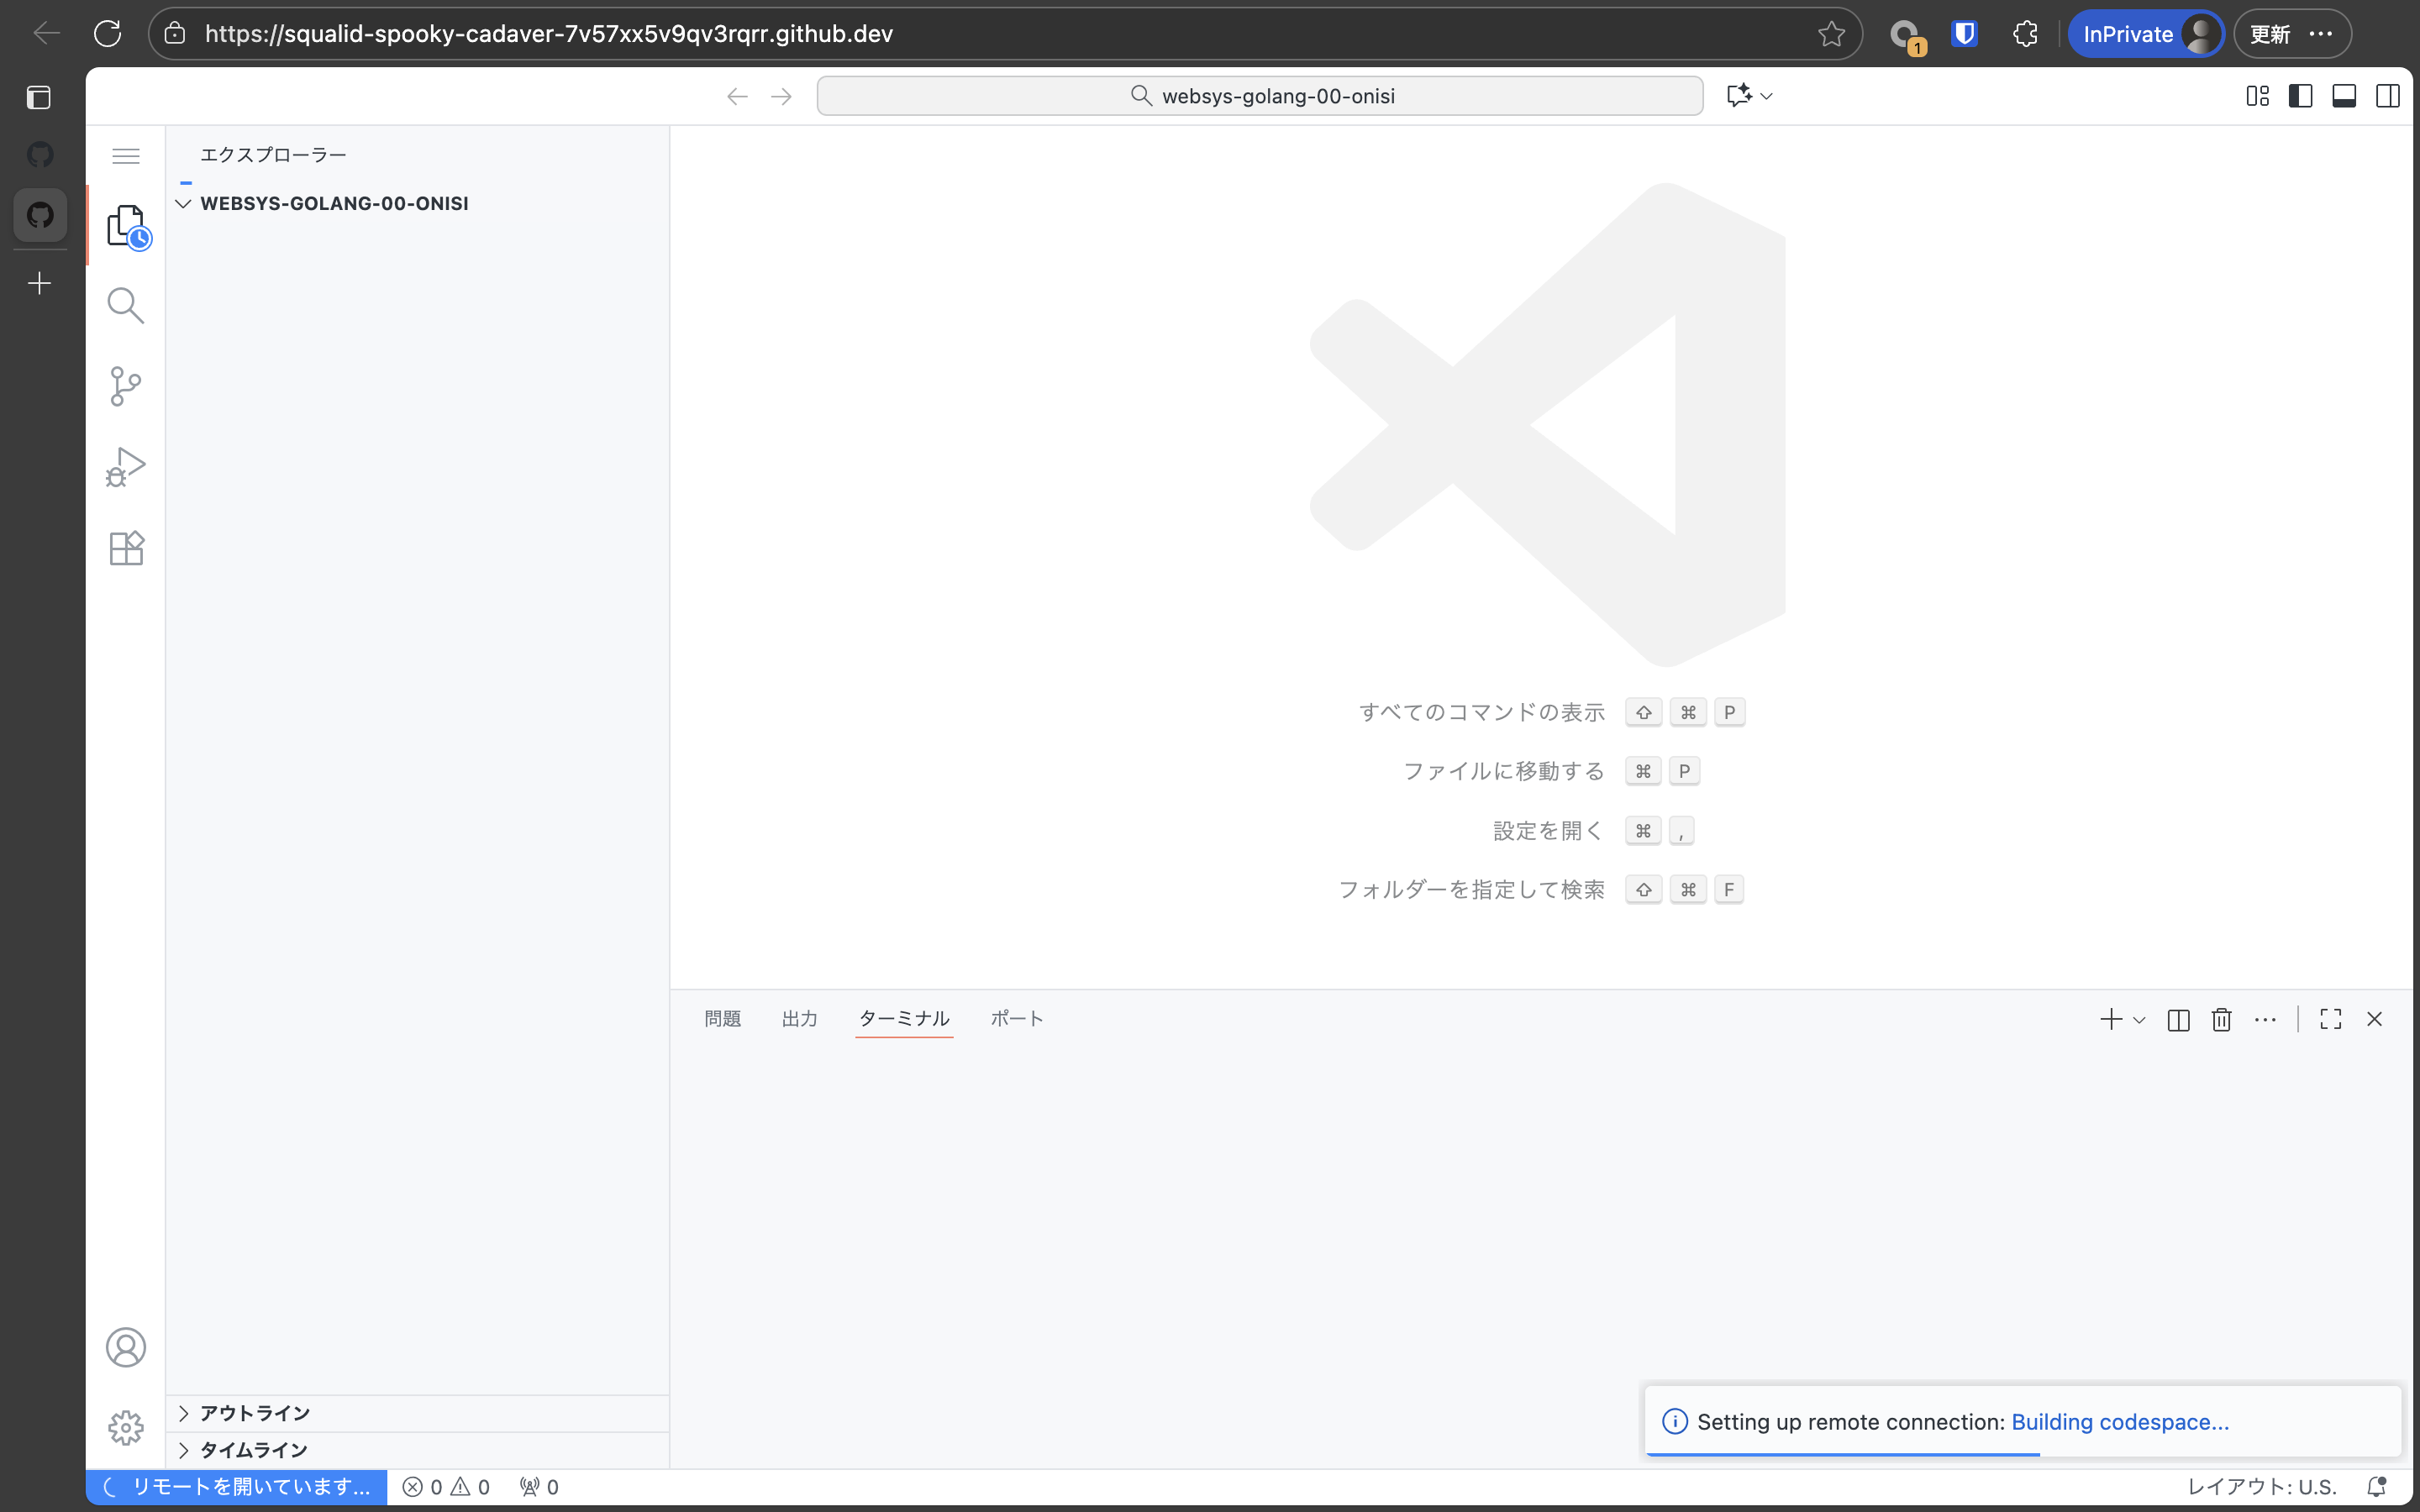 https://squalid-spooky-cadaver-7v57xx5v9qv3rqrr.github.dev
1
InPrivate
更新
websys-golang-00-onisi
エクスプローラー
WEBSYS-GOLANG-00-ONISI
すべてのコマンドの表示 ⇧ ⌘ P
ファイルに移動する ⌘ P
設定を開く ⌘ ,
フォルダーを指定して検索 ⇧ ⌘ F
問題 出力 ターミナル ポート
アウトライン
タイムライン
Setting up remote connection: Building codespace...
リモートを開いています... 0 0 0
レイアウト: U.S.